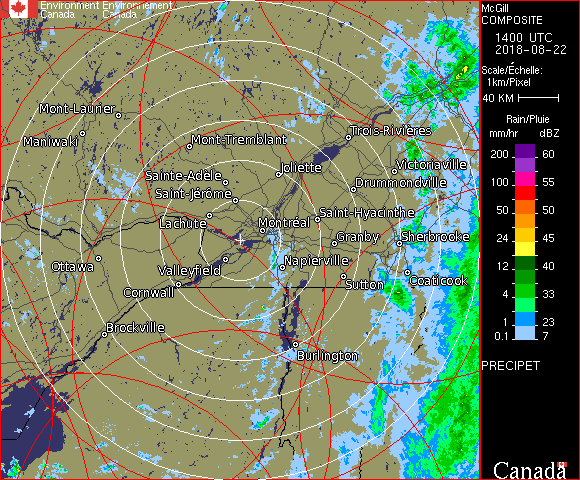 Environment Environnement
Canada Canada
McGill
COMPOSITE
1400 UTC
2018-08-22
Scale/Échelle:
1km/Pixel
40 KM
Rain/Pluie
mm/hr dBZ
200 60
100 55
50 50
24 45
12 40
4 33
1 23
0.1 7
PRECIPET
Canada
Mont-Laurier
Maniwaki
Mont-Tremblant
Trois-Rivières
Sainte-Adèle
Joliette
Victoriaville
Saint-Jérôme
Drummondville
Lachute
Montréal
Saint-Hyacinthe
Granby
Sherbrooke
Ottawa
Valleyfield
Napierville
Cornwall
Sutton
Coaticook
Brockville
Burlington